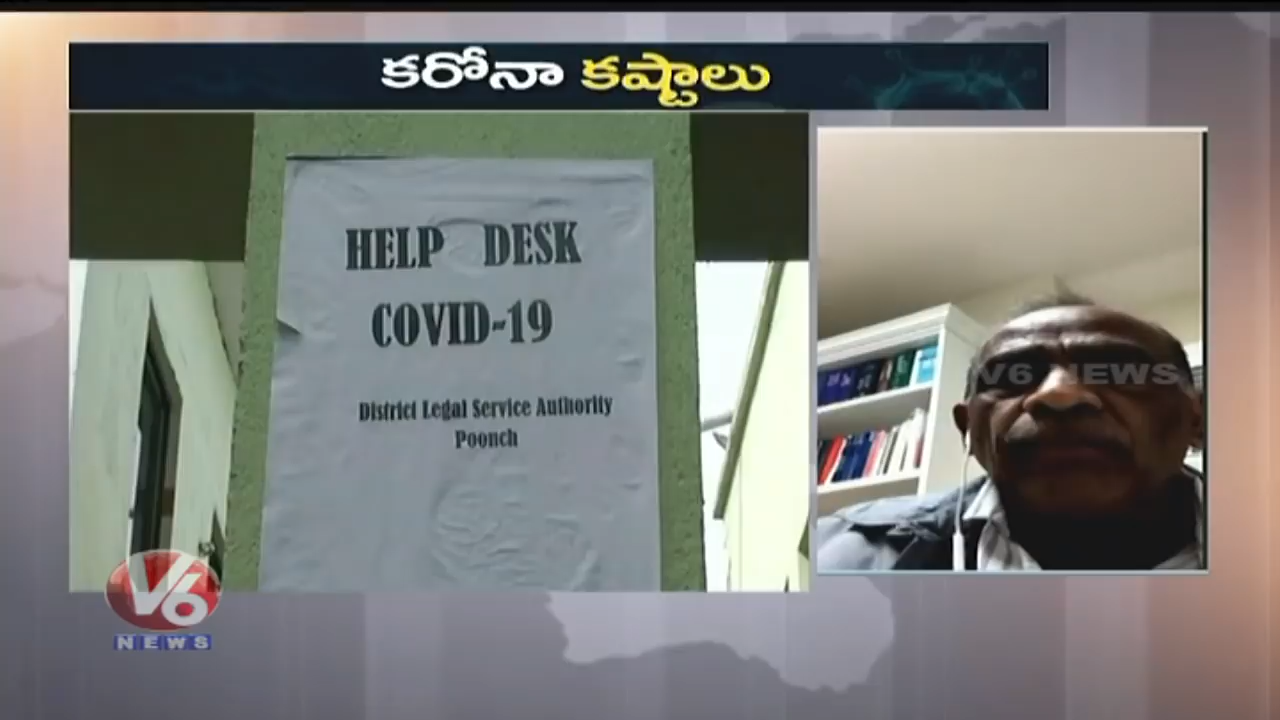 కరోనా కష్టాలు
HELP DESK
COVID-19
District Legal Service Authority
Poonch
V6 NEWS
V6
NEWS